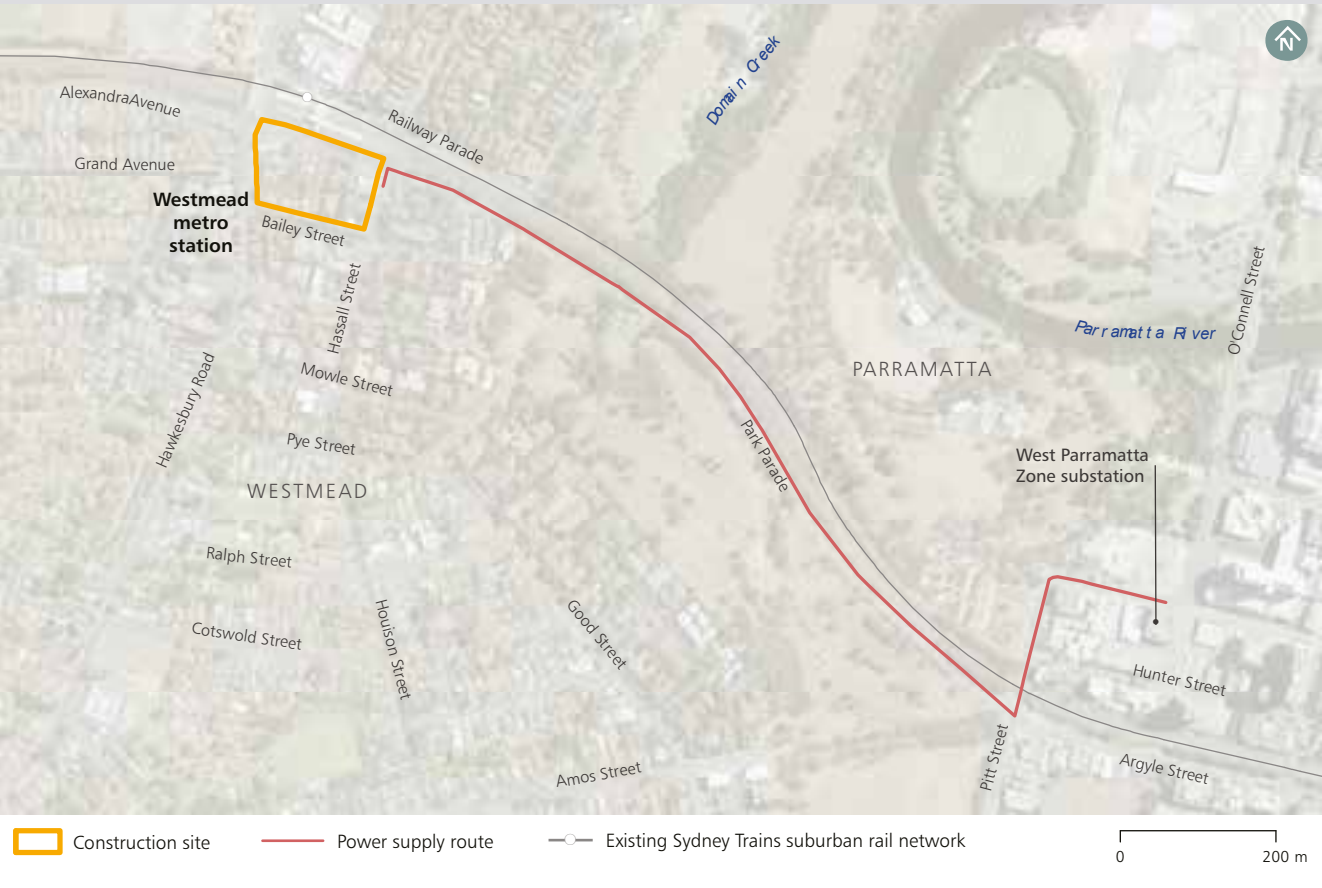 N
Domain Creek
AlexandraAvenue
Railway Parade
Grand Avenue
Westmead
metro
station
Bailey Street
Hassall Street
O'Connell Street
Parramatta River
Mowle Street
PARRAMATTA
Hawkesbury Road
Pye Street
Park Parade
West Parramatta
Zone substation
WESTMEAD
Ralph Street
Cotswold Street
Houison Street
Good Street
Hunter Street
Pitt Street
Amos Street
Argyle Street
Construction site
Power supply route
Existing Sydney Trains suburban rail network
0
200 m